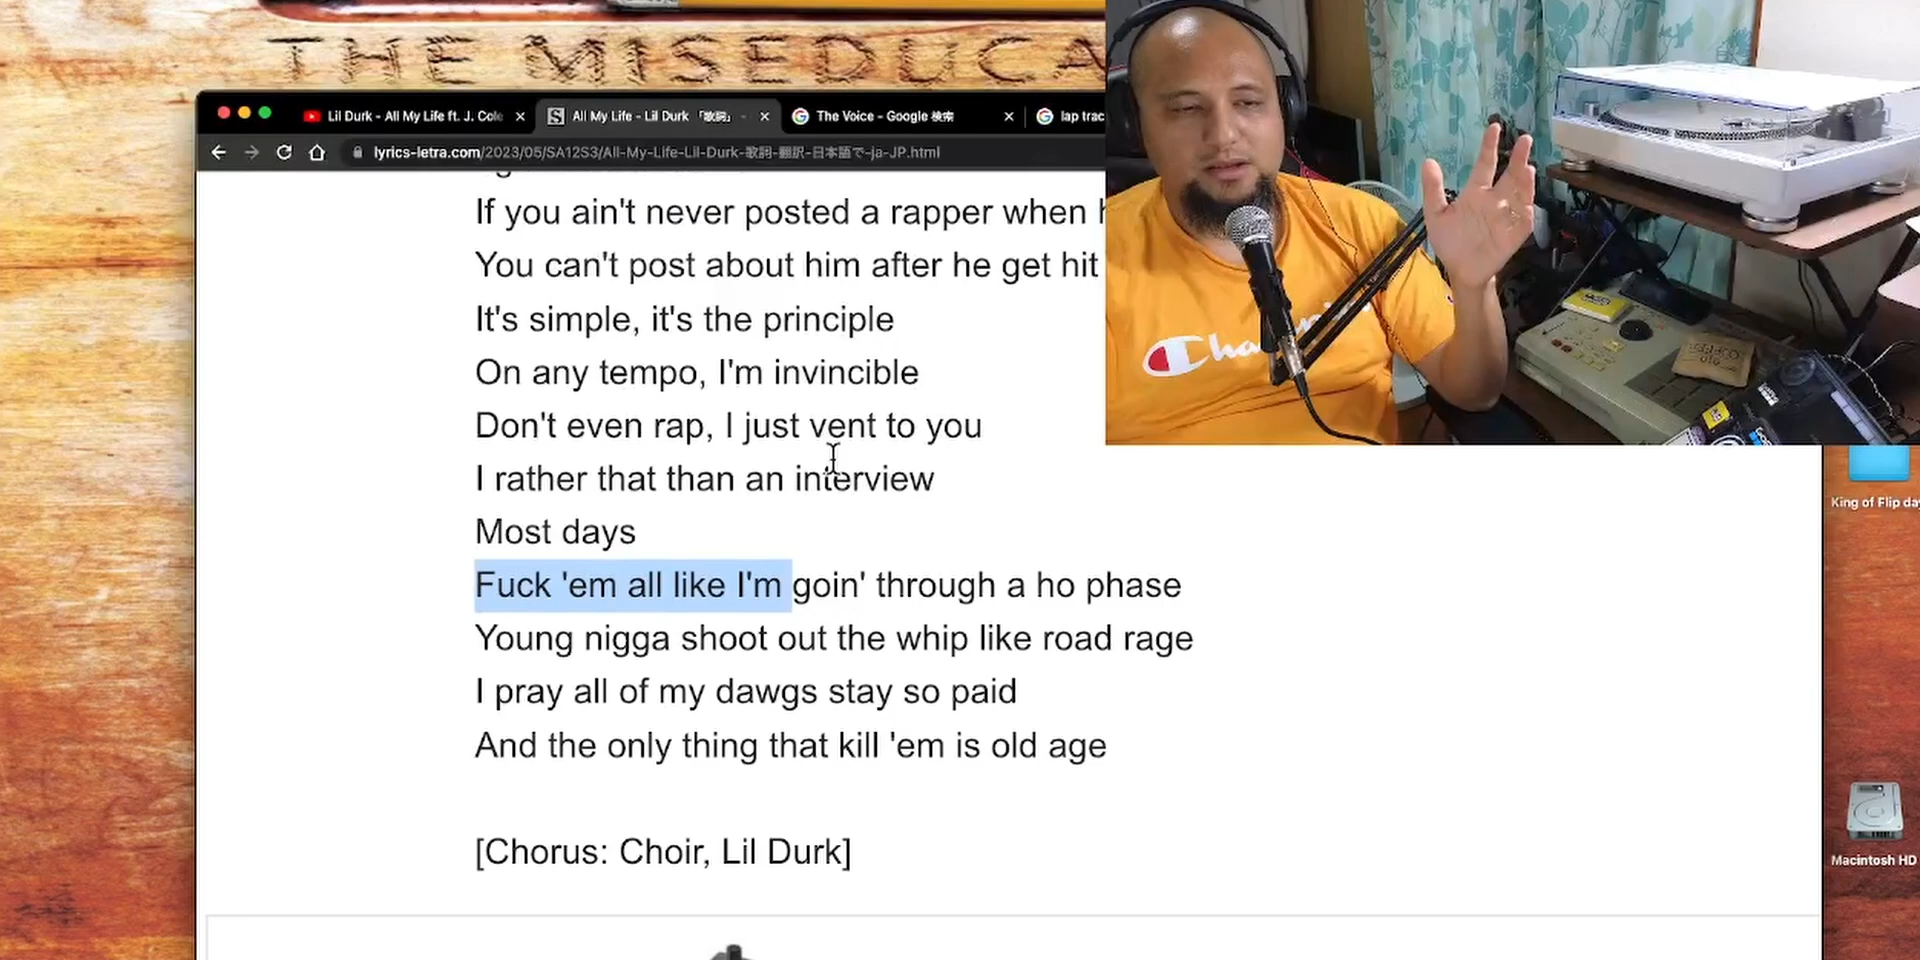 THE MISEDUCA
Lil Durk - All My Life ft. J. Cole
All My Life - Lil Durk 「歌詞」 -
The Voice - Google 検索
lap trac
lyrics-letra.com/2023/05/SA12S3/All-My-Life-Lil-Durk-歌詞-翻訳-日本語で-ja-JP.html
If you ain't never posted a rapper when
You can't post about him after he get hit
It's simple, it's the principle
On any tempo, I'm invincible
Don't even rap, I just vent to you
I rather that than an interview
Most days
Fuck 'em all like I'm goin' through a ho phase
Young nigga shoot out the whip like road rage
I pray all of my dawgs stay so paid
And the only thing that kill 'em is old age
[Chorus: Choir, Lil Durk]
King of Flip day
Macintosh HD